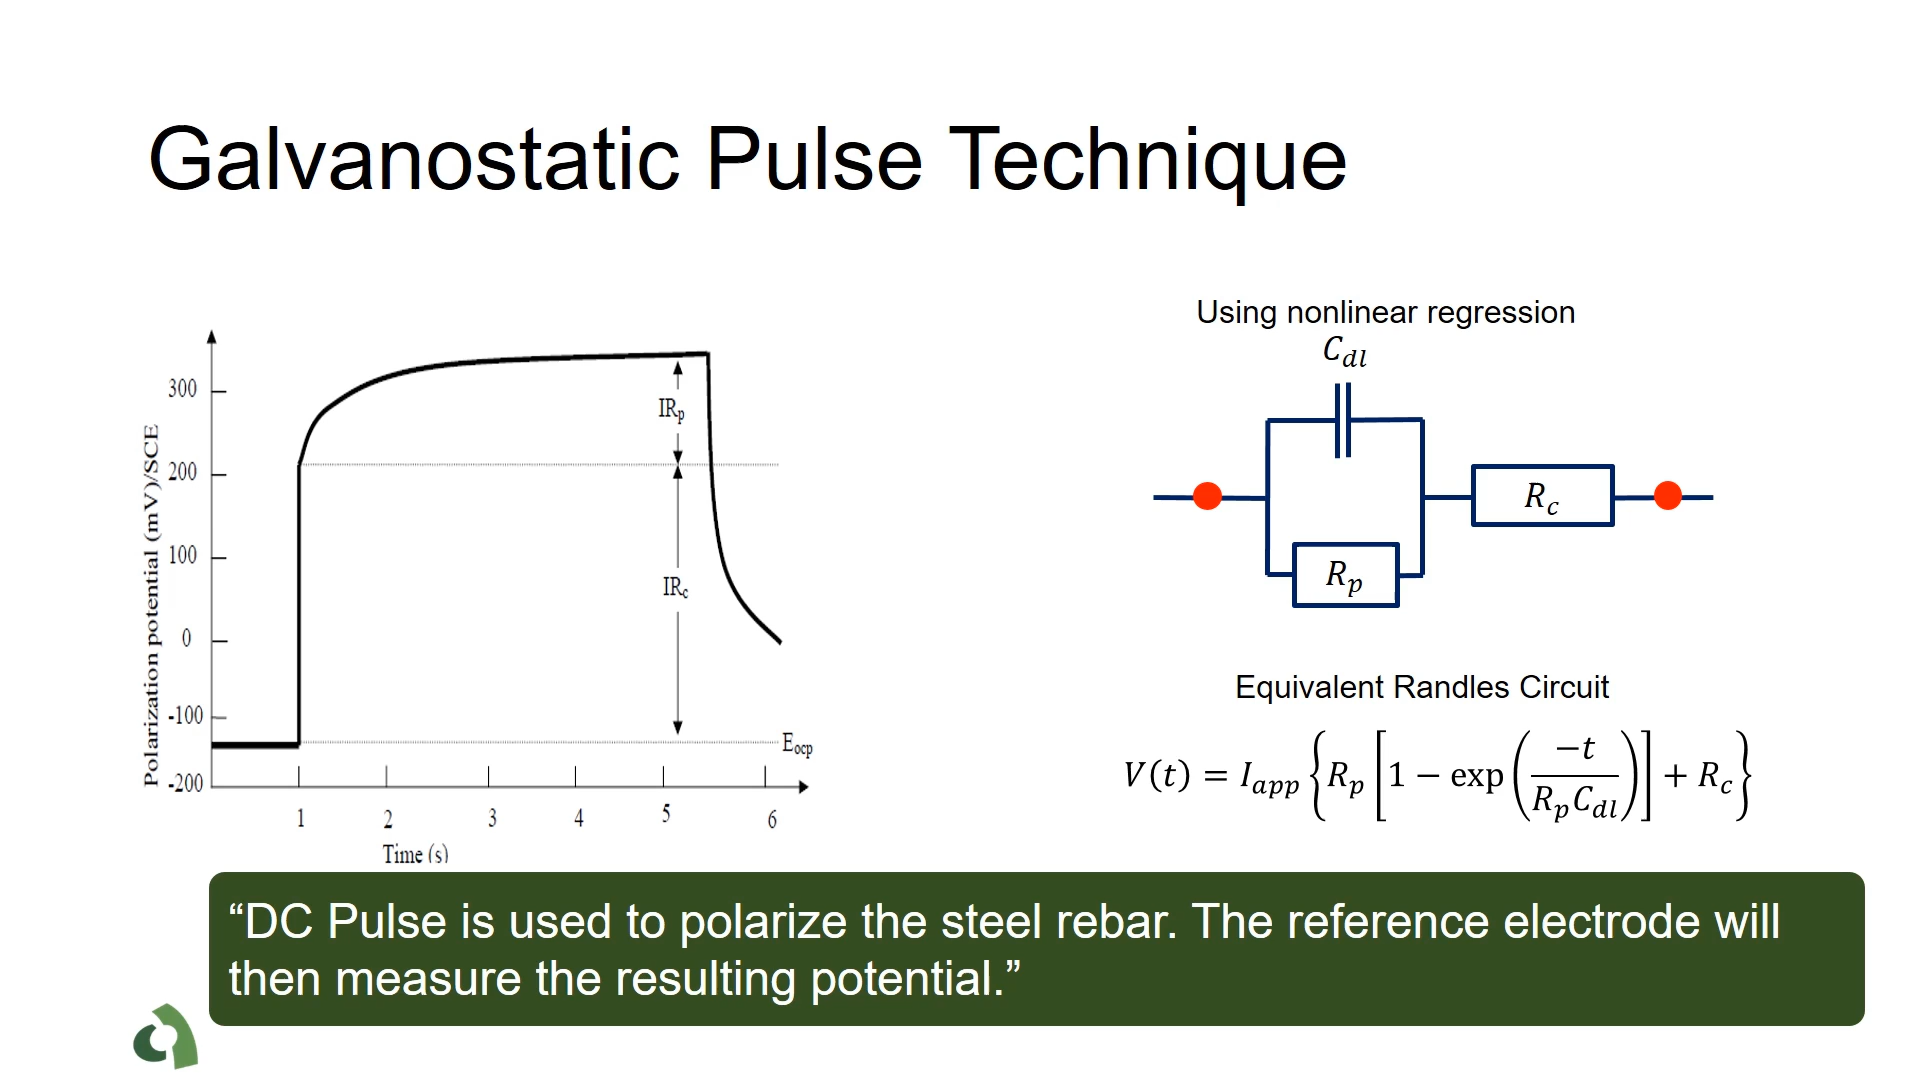 Galvanostatic Pulse Technique
Polarization potential (mV)/SCE
300
200
100
0
-100
-200
IRp
IRc
Eocp
1 2 3 4 5 6
Time (s)
Using nonlinear regression
Cdl
Rc
Rp
Equivalent Randles Circuit
V(t) = Iapp {Rp [1 − exp (−t / RpCdl)] + Rc}
“DC Pulse is used to polarize the steel rebar. The reference electrode will
then measure the resulting potential.”